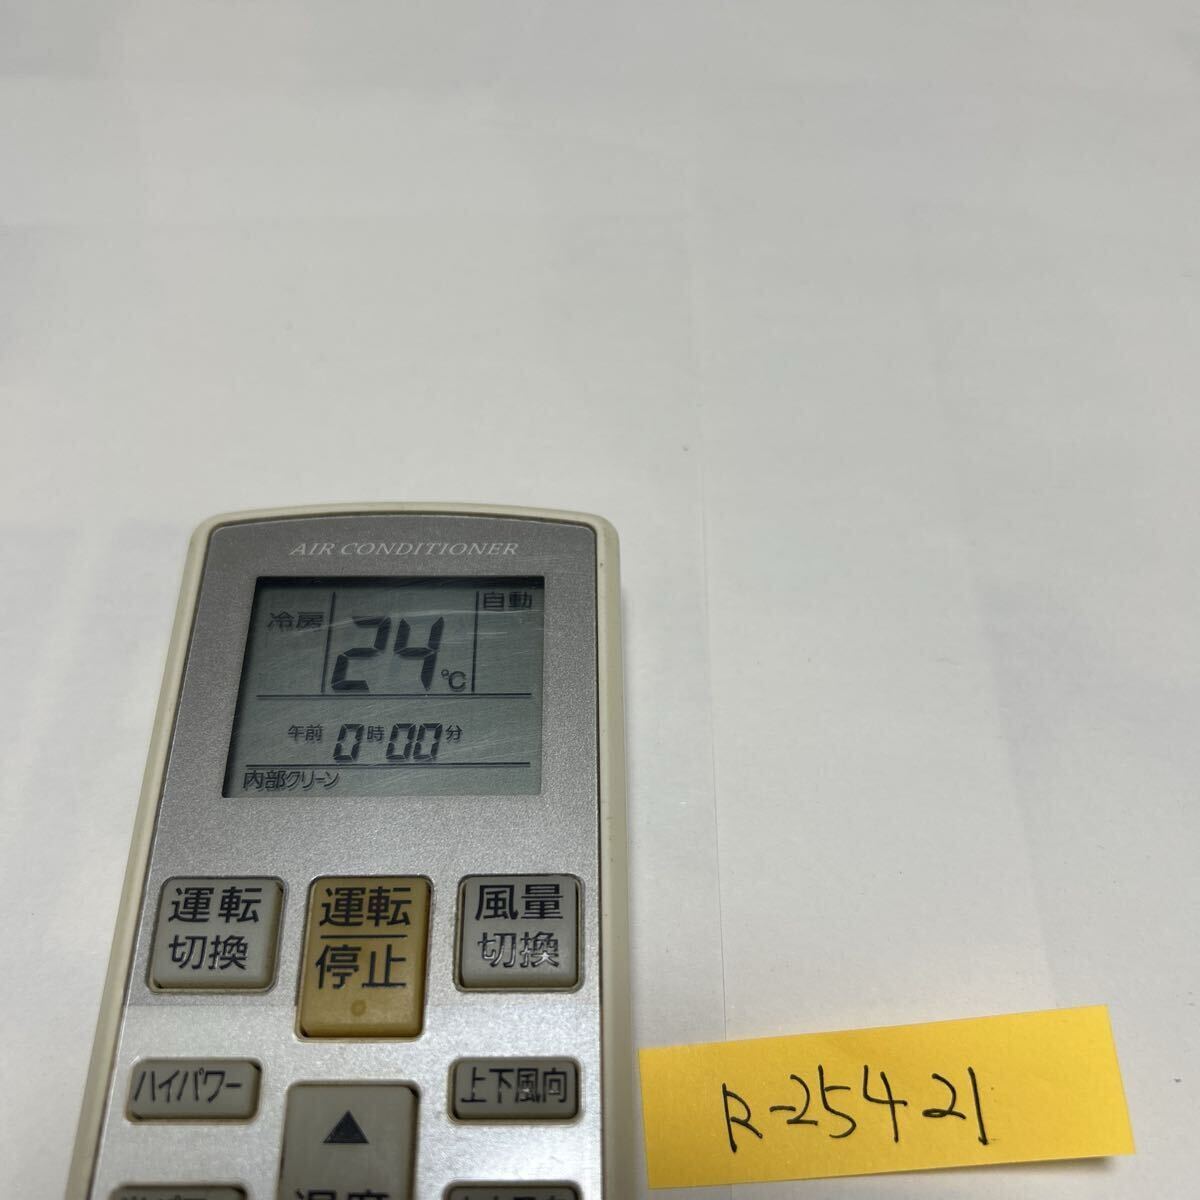 AIR CONDITIONER
冷房 24℃ 自動
午前 0時00分
内部クリーン
運転切換
運転停止
風量切換
ハイパワー
上下風向
▲
温度
R-25421